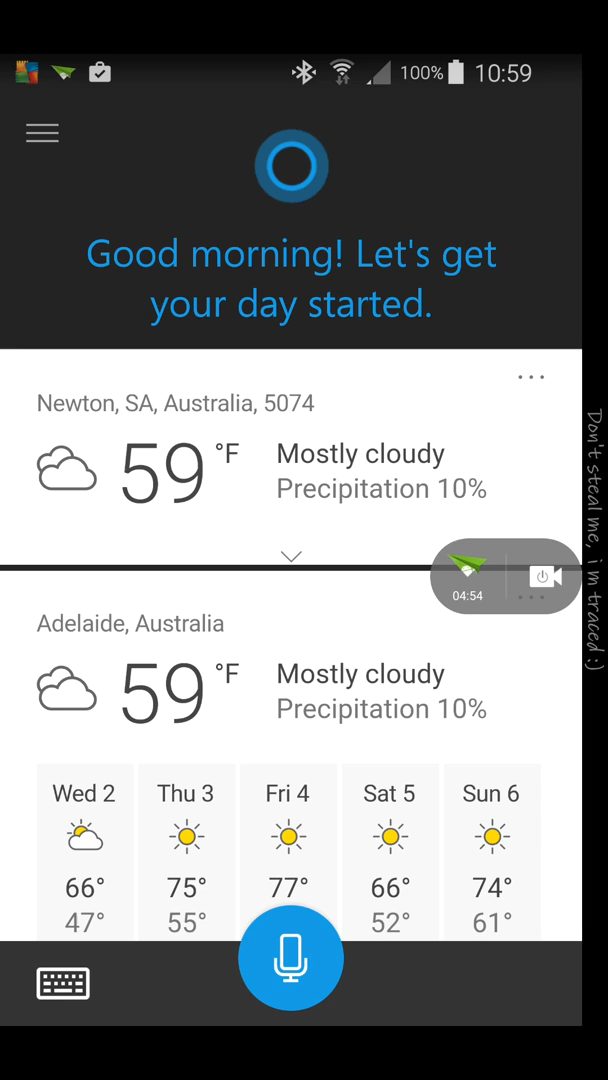 100% 10:59
Good morning! Let's get
your day started.
Newton, SA, Australia, 5074
59 °F
Mostly cloudy
Precipitation 10%
04:54
Adelaide, Australia
59 °F
Mostly cloudy
Precipitation 10%
Wed 2 Thu 3 Fri 4 Sat 5 Sun 6
66° 75° 77° 66° 74°
47° 55° 52° 61°
Don't steal me, i m traced :)